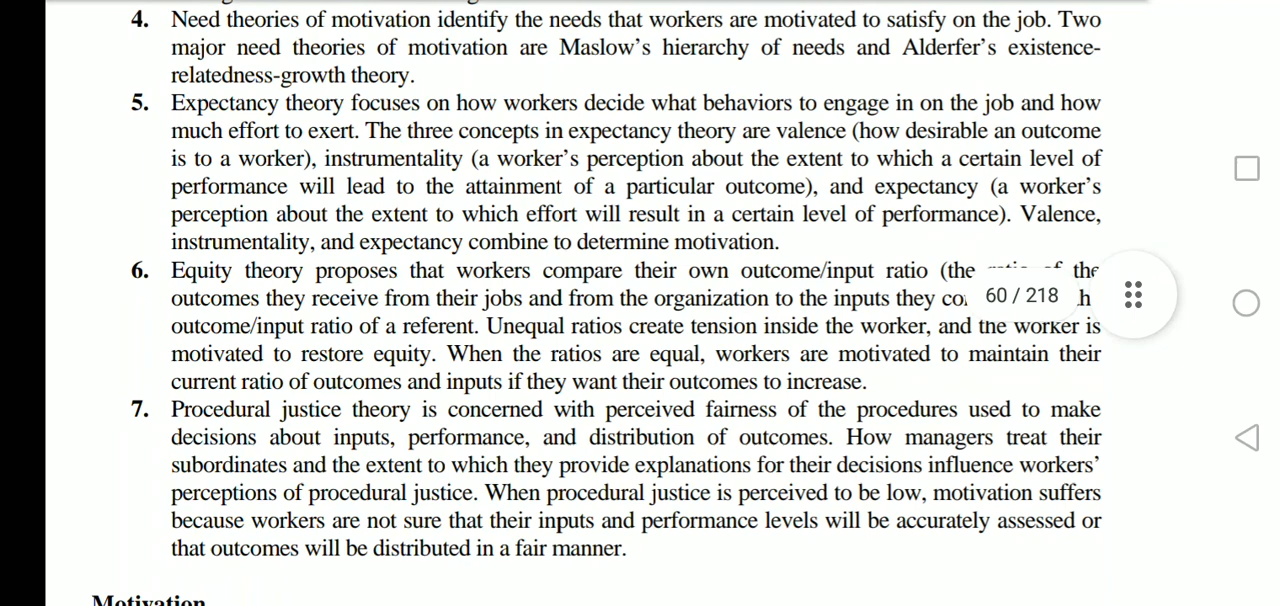 4. Need theories of motivation identify the needs that workers are motivated to satisfy on the job. Two
major need theories of motivation are Maslow's hierarchy of needs and Alderfer's existence-
relatedness-growth theory.
5. Expectancy theory focuses on how workers decide what behaviors to engage in on the job and how
much effort to exert. The three concepts in expectancy theory are valence (how desirable an outcome
is to a worker), instrumentality (a worker's perception about the extent to which a certain level of
performance will lead to the attainment of a particular outcome), and expectancy (a worker's
perception about the extent to which effort will result in a certain level of performance). Valence,
instrumentality, and expectancy combine to determine motivation.
6. Equity theory proposes that workers compare their own outcome/input ratio (the of the
outcomes they receive from their jobs and from the organization to the inputs they 60 / 218
outcome/input ratio of a referent. Unequal ratios create tension inside the worker, and the worker is
motivated to restore equity. When the ratios are equal, workers are motivated to maintain their
current ratio of outcomes and inputs if they want their outcomes to increase.
7. Procedural justice theory is concerned with perceived fairness of the procedures used to make
decisions about inputs, performance, and distribution of outcomes. How managers treat their
subordinates and the extent to which they provide explanations for their decisions influence workers'
perceptions of procedural justice. When procedural justice is perceived to be low, motivation suffers
because workers are not sure that their inputs and performance levels will be accurately assessed or
that outcomes will be distributed in a fair manner.
Motivation